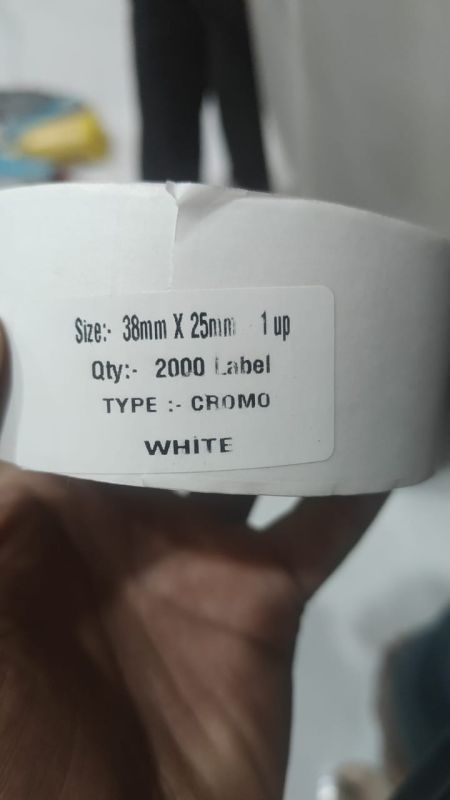 Size:- 38mm X 25mm 1 up
Qty:- 2000 Label
TYPE :- CROMO
WHiTE